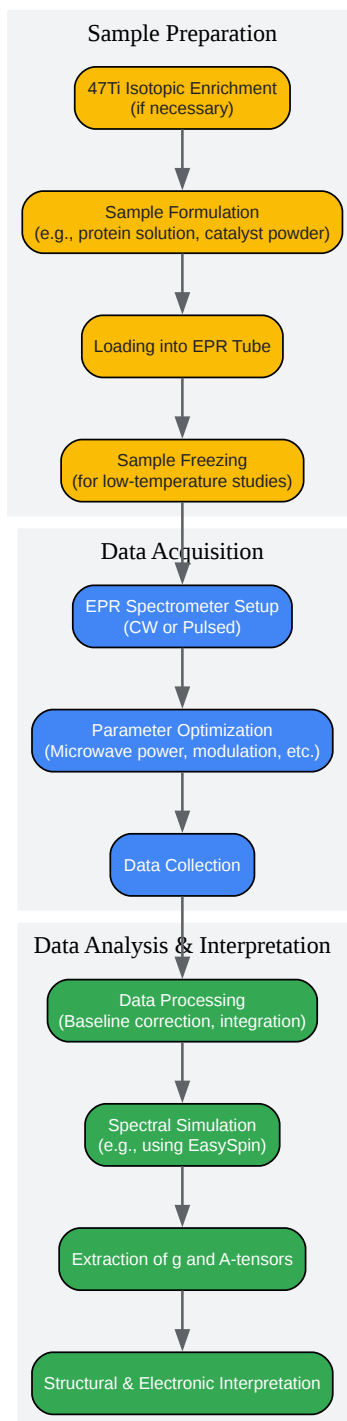 Sample Preparation
47Ti Isotopic Enrichment
(if necessary)
Sample Formulation
(e.g., protein solution, catalyst powder)
Loading into EPR Tube
Sample Freezing
(for low-temperature studies)
Data Acquisition
EPR Spectrometer Setup
(CW or Pulsed)
Parameter Optimization
(Microwave power, modulation, etc.)
Data Collection
Data Analysis & Interpretation
Data Processing
(Baseline correction, integration)
Spectral Simulation
(e.g., using EasySpin)
Extraction of g and A-tensors
Structural & Electronic Interpretation